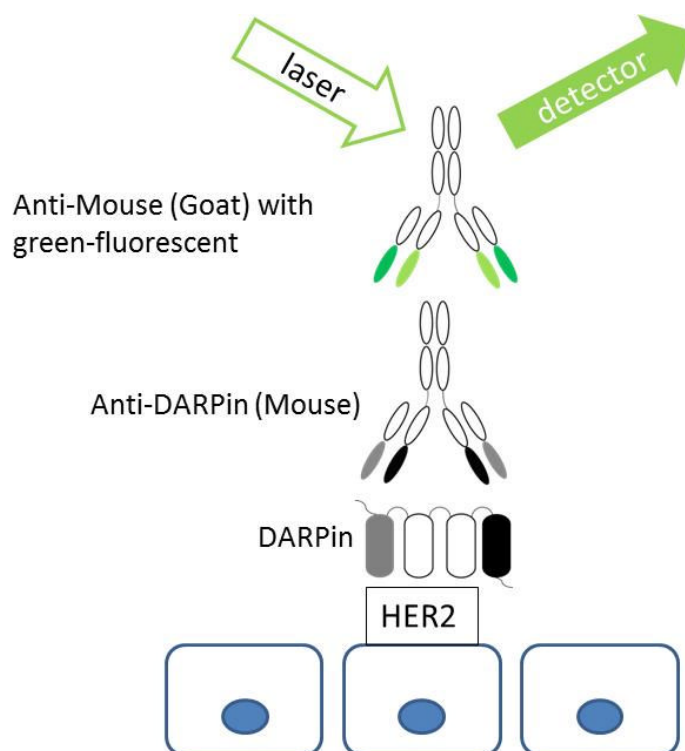 laser
detector
Anti-Mouse (Goat) with
green-fluorescent
Anti-DARPin (Mouse)
DARPin
HER2